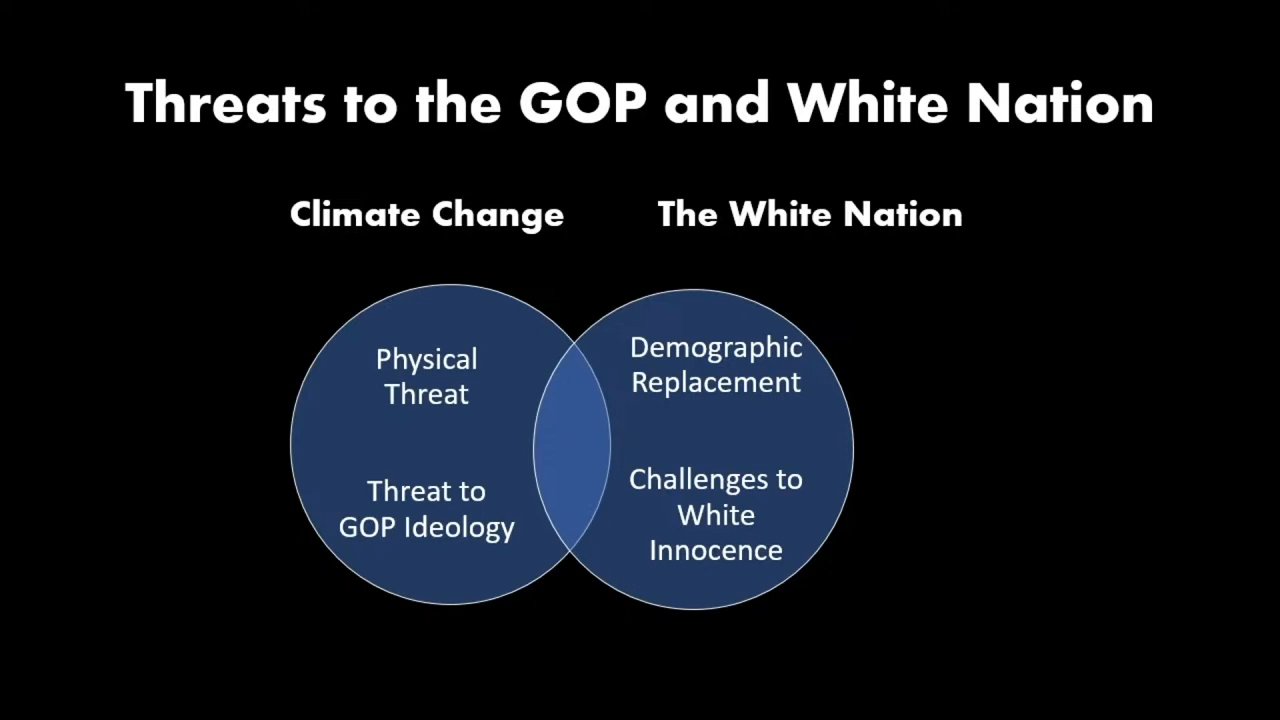 Threats to the GOP and White Nation
Climate Change
The White Nation
Physical
Threat
Threat to
GOP Ideology
Demographic
Replacement
Challenges to
White
Innocence